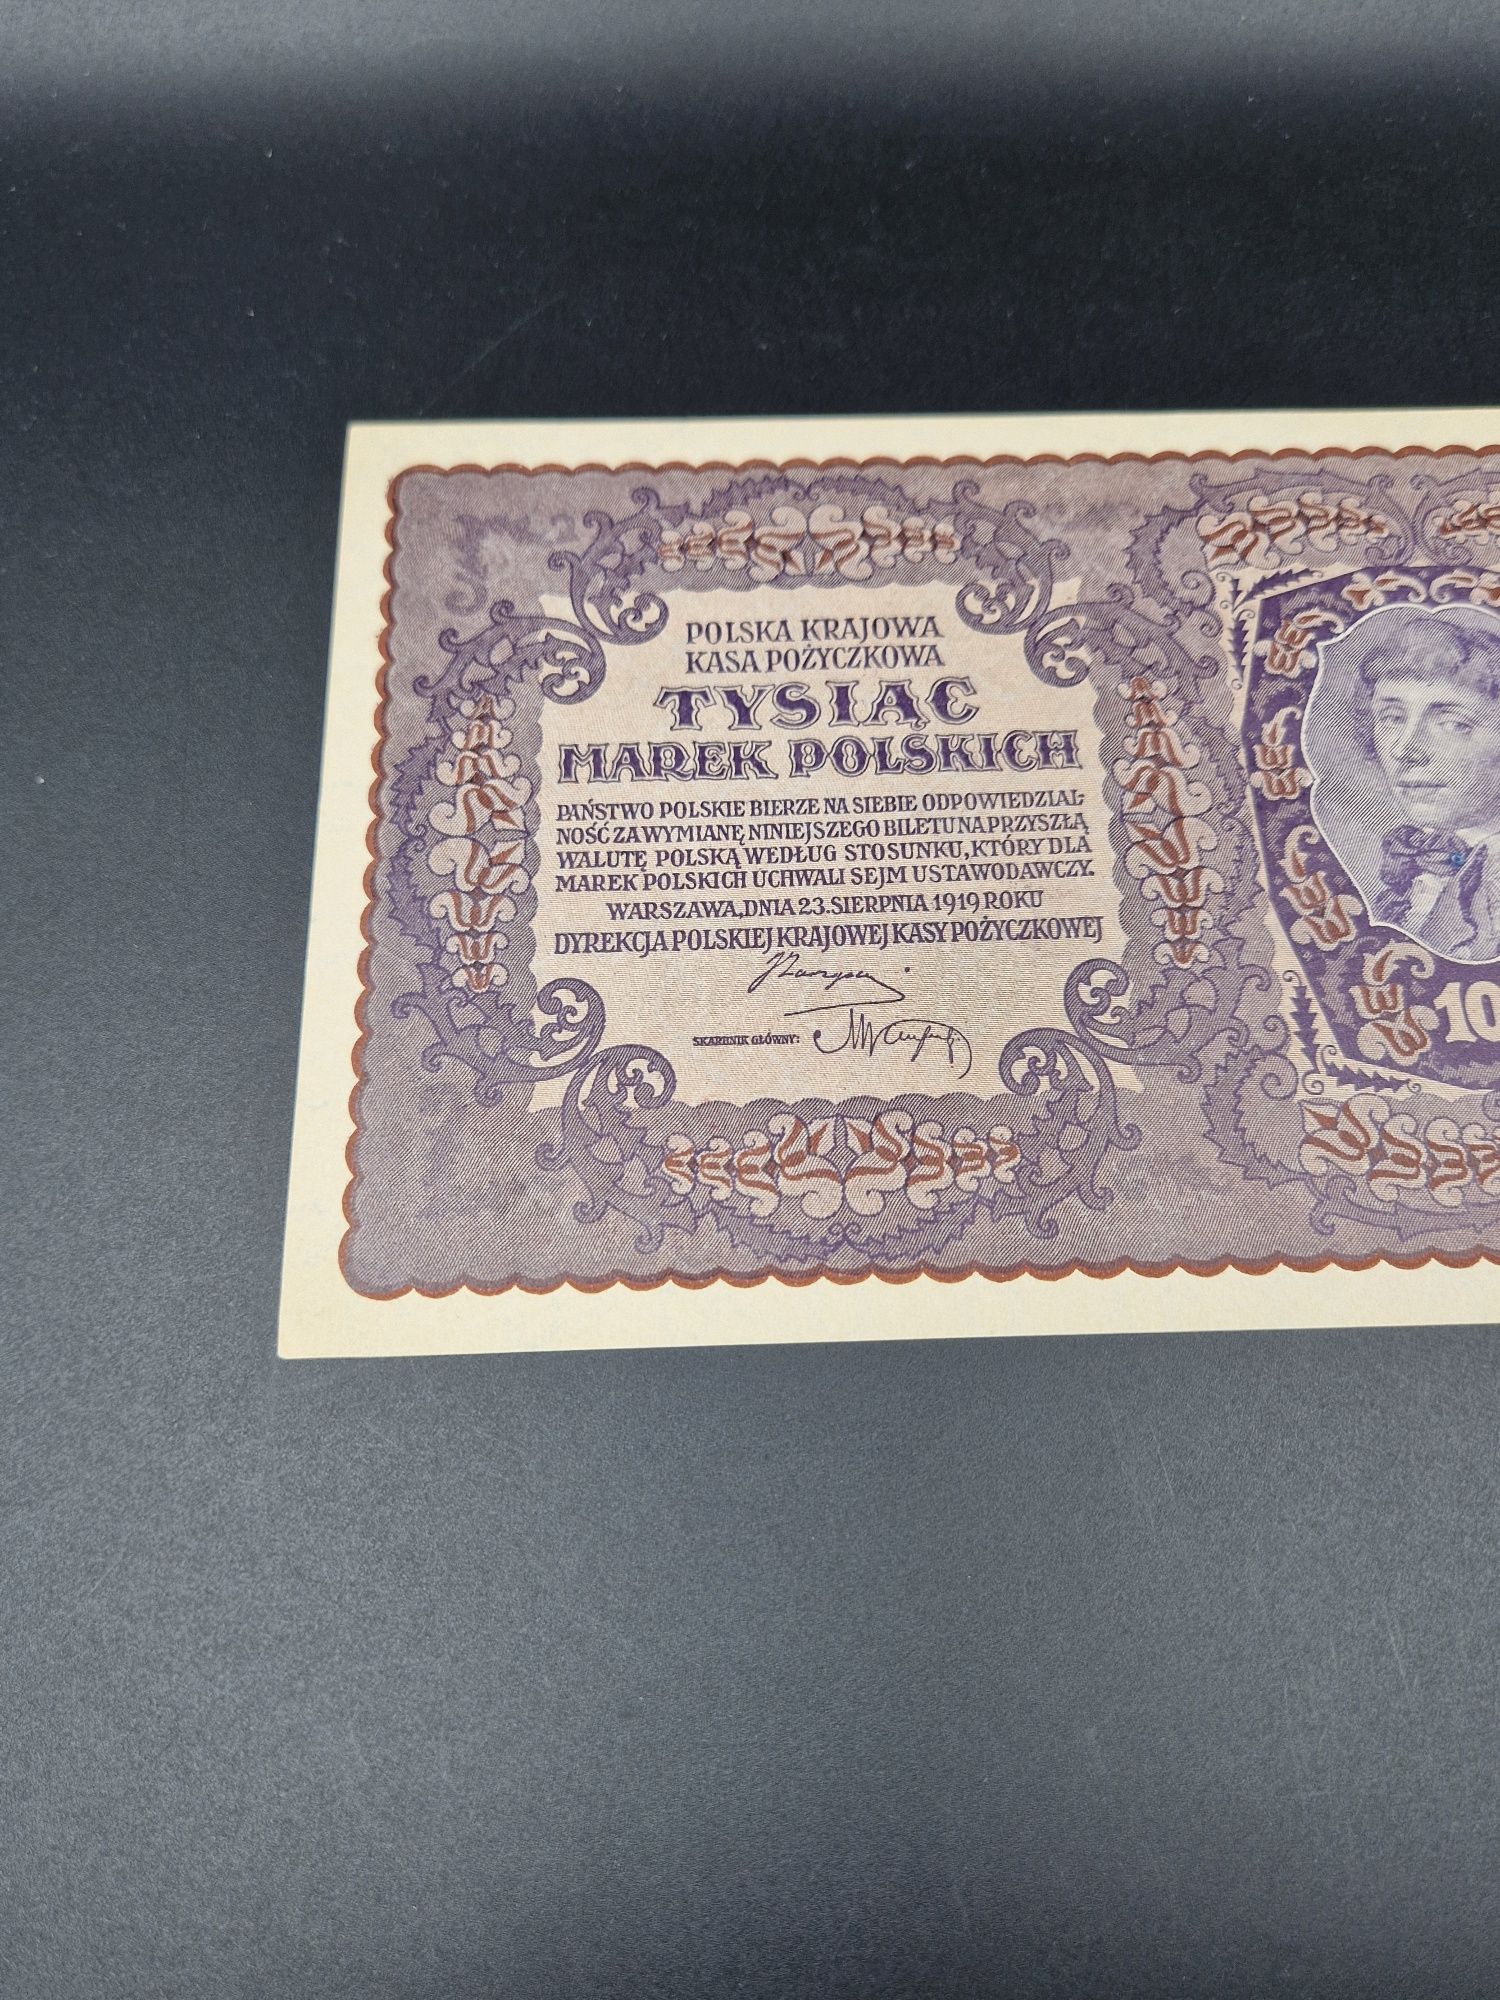 POLSKA KRAJOWA
KASA POŻYCZKOWA
TYSIĄC
MAREK POLSKICH
PAŃSTWO POLSKIE BIERZE NA SIEBIE ODPOWIEDZIAL-
NOŚĆ ZA WYMIANĘ NINIEJSZEGO BILETU NA PRZYSZŁĄ
WALUTĘ POLSKĄ WEDŁUG STOSUNKU, KTÓRY DLA
MAREK POLSKICH UCHWALI SEJM USTAWODAWCZY.
WARSZAWA, DNIA 23. SIERPNIA 1919 ROKU
DYREKCJA POLSKIEJ KRAJOWEJ KASY POŻYCZKOWEJ
SKARBNIK GŁÓWNY:
10